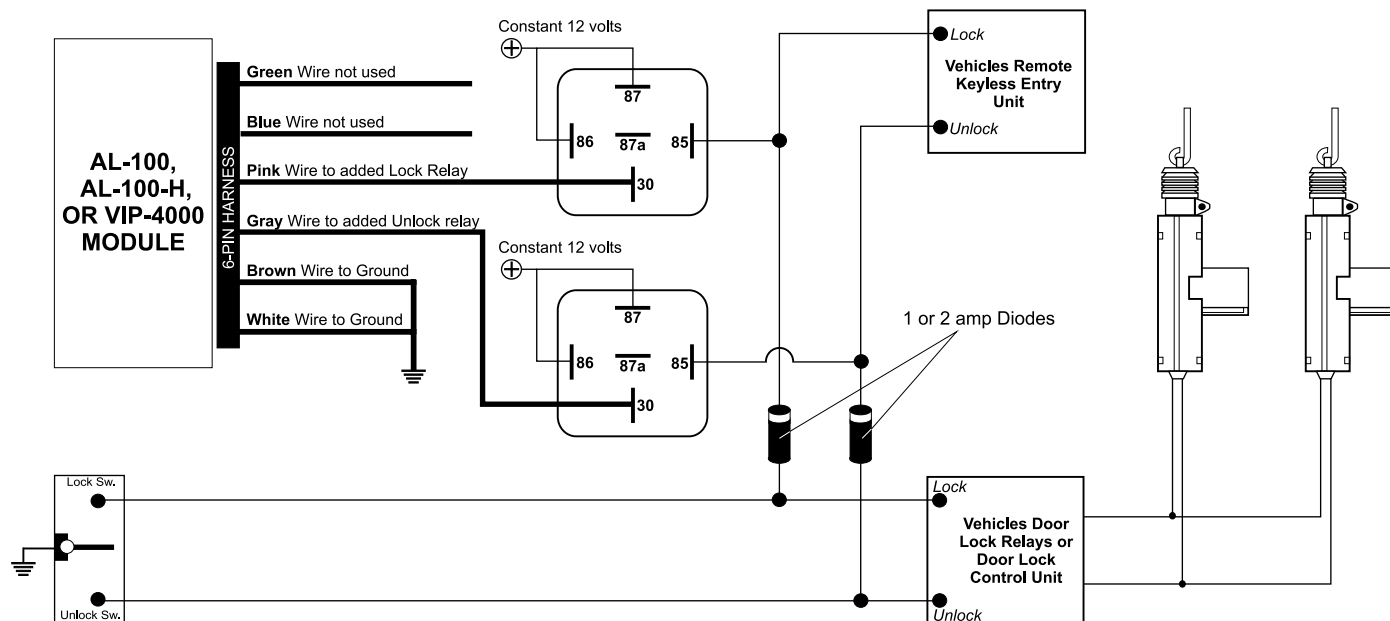 AL-100,
AL-100-H,
OR VIP-4000
MODULE
6-PIN HARNESS
Green Wire not used
Blue Wire not used
Pink Wire to added Lock Relay
Gray Wire to added Unlock relay
Brown Wire to Ground
White Wire to Ground
Constant 12 volts
87
86
87a
85
30
Constant 12 volts
87
86
87a
85
30
Lock
Vehicles Remote
Keyless Entry
Unit
Unlock
1 or 2 amp Diodes
Lock Sw.
Unlock Sw.
Lock
Vehicles Door
Lock Relays or
Door Lock
Control Unit
Unlock